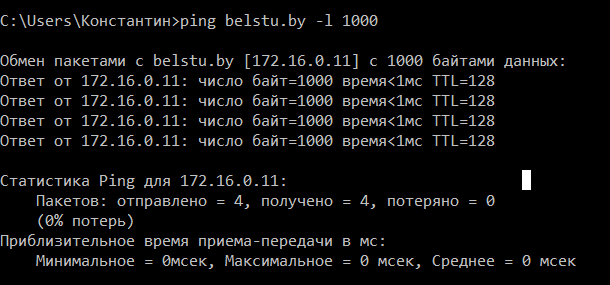 C:\Users\Константин>ping belstu.by -l 1000
Обмен пакетами с belstu.by [172.16.0.11] с 1000 байтами данных:
Ответ от 172.16.0.11: число байт=1000 время<1мс TTL=128
Ответ от 172.16.0.11: число байт=1000 время<1мс TTL=128
Ответ от 172.16.0.11: число байт=1000 время<1мс TTL=128
Ответ от 172.16.0.11: число байт=1000 время<1мс TTL=128
Статистика Ping для 172.16.0.11:
Пакетов: отправлено = 4, получено = 4, потеряно = 0
(0% потерь)
Приблизительное время приема-передачи в мс:
Минимальное = 0мсек, Максимальное = 0 мсек, Среднее = 0 мсек